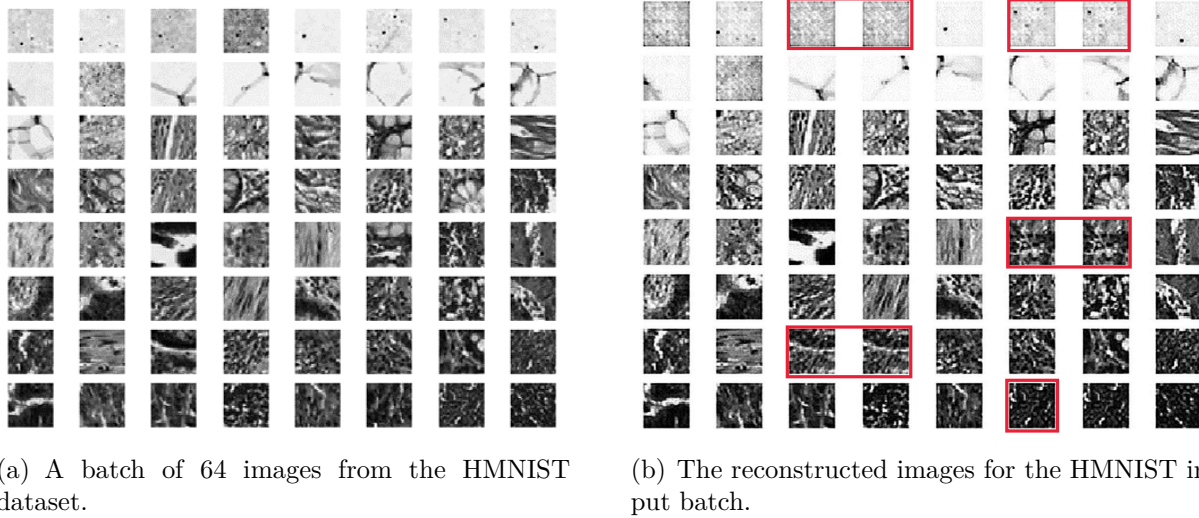 (a) A batch of 64 images from the HMNIST
dataset.
(b) The reconstructed images for the HMNIST in
put batch.